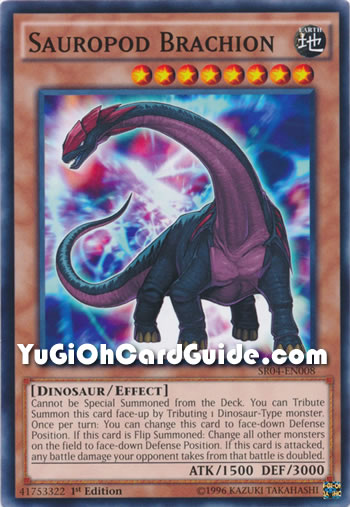 SAUROPOD BRACHION
EARTH
地
YuGiOhCardGuide.com
SR04-EN008
[DINOSAUR/EFFECT]
Cannot be Special Summoned from the Deck. You can Tribute
Summon this card face-up by Tributing 1 Dinosaur-Type monster.
Once per turn: You can change this card to face-down Defense
Position. If this card is Flip Summoned: Change all other monsters
on the field to face-down Defense Position. If this card is attacked,
any battle damage your opponent takes from that battle is doubled.
ATK/1500 DEF/3000
41753322 1st Edition ©1996 KAZUKI TAKAHASHI